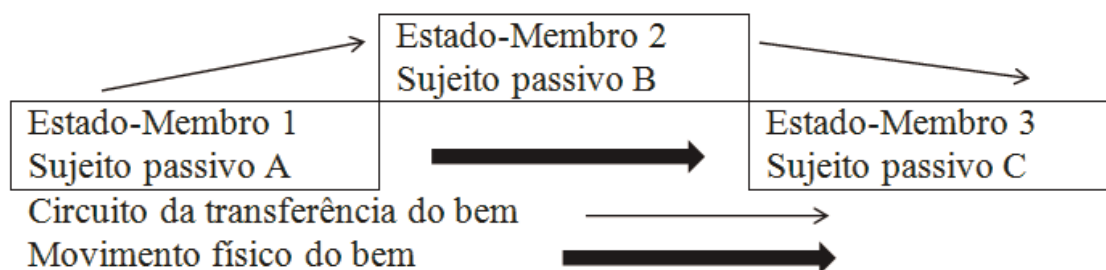 Estado-Membro 2
Sujeito passivo B
Estado-Membro 1
Sujeito passivo A
Estado-Membro 3
Sujeito passivo C
Circuito da transferência do bem
Movimento físico do bem